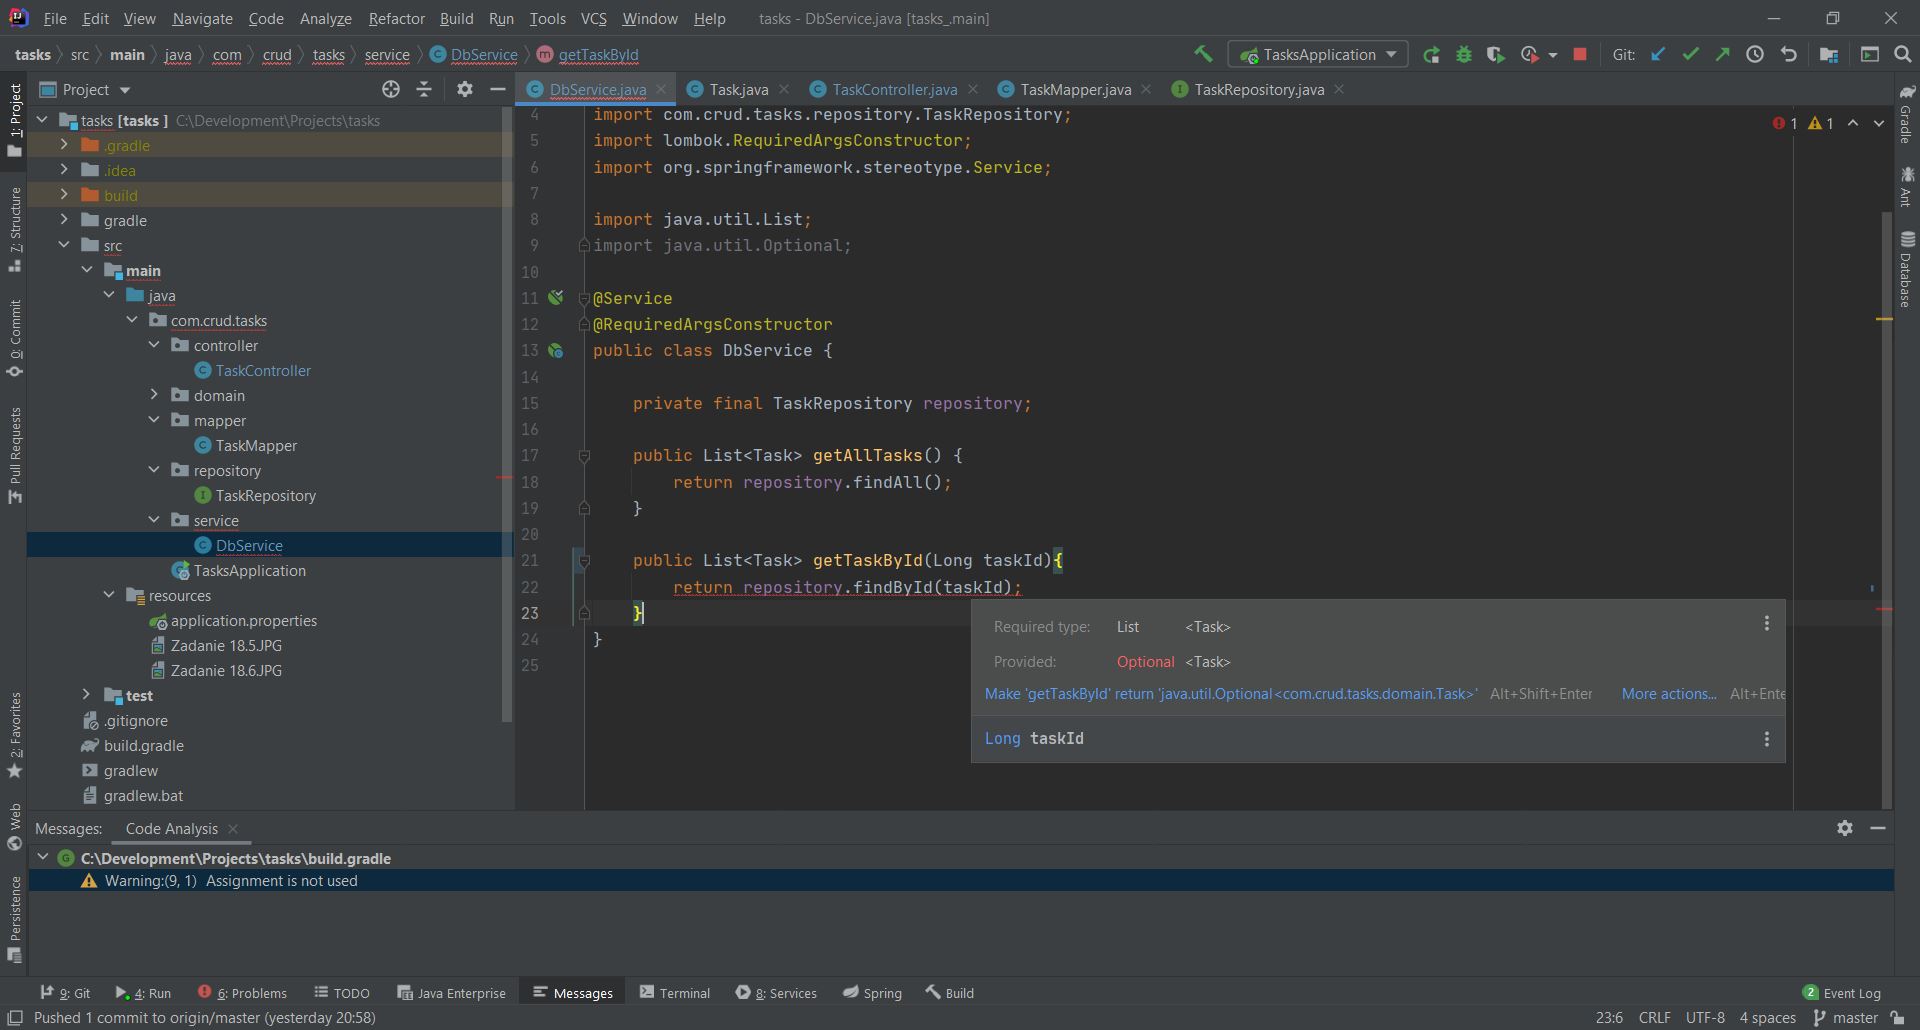 File Edit View Navigate Code Analyze Refactor Build Run Tools VCS Window Help tasks - DbService.java [tasks_.main]
tasks src main java com crud tasks service DbService getTaskById TasksApplication Git:
1: Project
7: Structure
0: Commit
Pull Requests
2: Favorites
Web
Persistence
Project
tasks [tasks ] C:\Development\Projects\tasks
.gradle
.idea
build
gradle
src
main
java
com.crud.tasks
controller
TaskController
domain
mapper
TaskMapper
repository
TaskRepository
service
DbService
TasksApplication
resources
application.properties
Zadanie 18.5.JPG
Zadanie 18.6.JPG
test
.gitignore
build.gradle
gradlew
gradlew.bat
DbService.java Task.java TaskController.java TaskMapper.java TaskRepository.java
1 1
4 import com.crud.tasks.repository.TaskRepository;
5 import lombok.RequiredArgsConstructor;
6 import org.springframework.stereotype.Service;
7
8 import java.util.List;
9 import java.util.Optional;
10
11 @Service
12 @RequiredArgsConstructor
13 public class DbService {
14
15 private final TaskRepository repository;
16
17 public List<Task> getAllTasks() {
18 return repository.findAll();
19 }
20
21 public List<Task> getTaskById(Long taskId){
22 return repository.findById(taskId);
23 }
24 }
25
Required type: List <Task>
Provided: Optional <Task>
Make 'getTaskById' return 'java.util.Optional<com.crud.tasks.domain.Task>' Alt+Shift+Enter More actions... Alt+Ente
Long taskId
Gradle
Ant
Database
Messages: Code Analysis
C:\Development\Projects\tasks\build.gradle
Warning:(9, 1) Assignment is not used
9: Git 4: Run 6: Problems TODO Java Enterprise Messages Terminal 8: Services Spring Build 2 Event Log
Pushed 1 commit to origin/master (yesterday 20:58) 23:6 CRLF UTF-8 4 spaces master